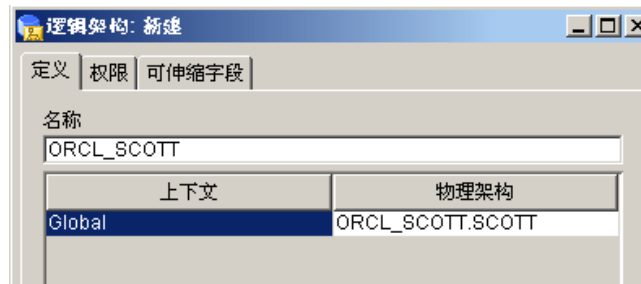 逻辑架构: 新建
定义 权限 可伸缩字段
名称
ORCL_SCOTT
上下文 物理架构
Global ORCL_SCOTT.SCOTT